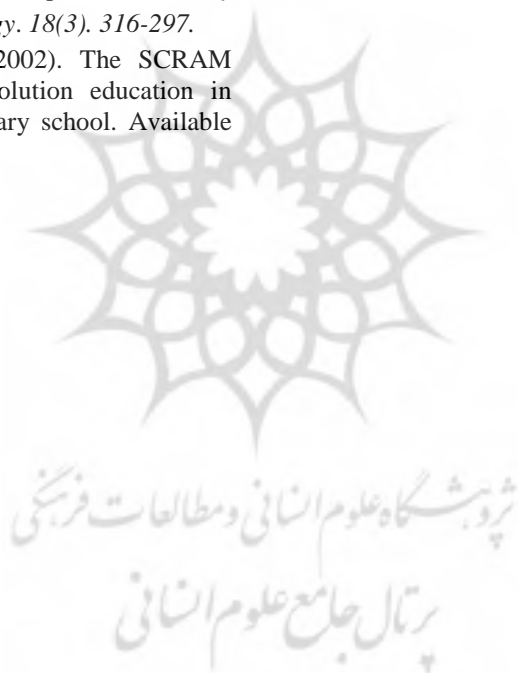 gy. 18(3). 316-297.
2002). The SCRAM
olution education in
ary school. Available
پژوهشگاه علوم انسانی و مطالعات فرهنگی
پرتال جامع علوم انسانی